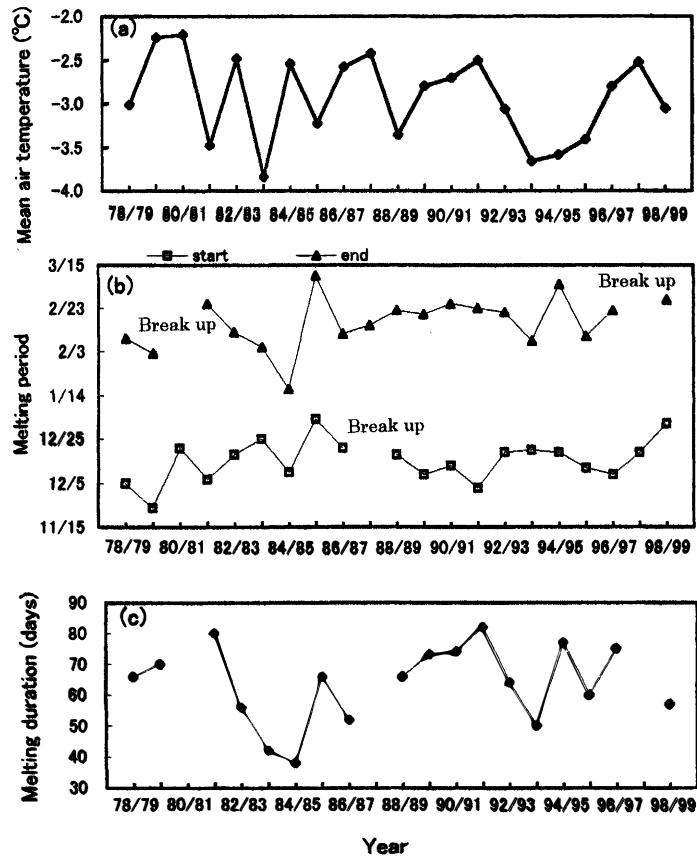 (a)
Mean air temperature (℃)
-2.0
-2.5
-3.0
-3.5
-4.0
78/79 80/81 82/83 84/85 86/87 88/89 90/91 92/93 94/95 96/97 98/99
start end
(b)
Melting period
3/15
2/23
2/3
1/14
12/25
12/5
11/15
Break up
Break up
Break up
78/79 80/81 82/83 84/85 86/87 88/89 90/91 92/93 94/95 96/97 98/99
(c)
Melting duration (days)
90
80
70
60
50
40
30
78/79 80/81 82/83 84/85 86/87 88/89 90/91 92/93 94/95 96/97 98/99
Year